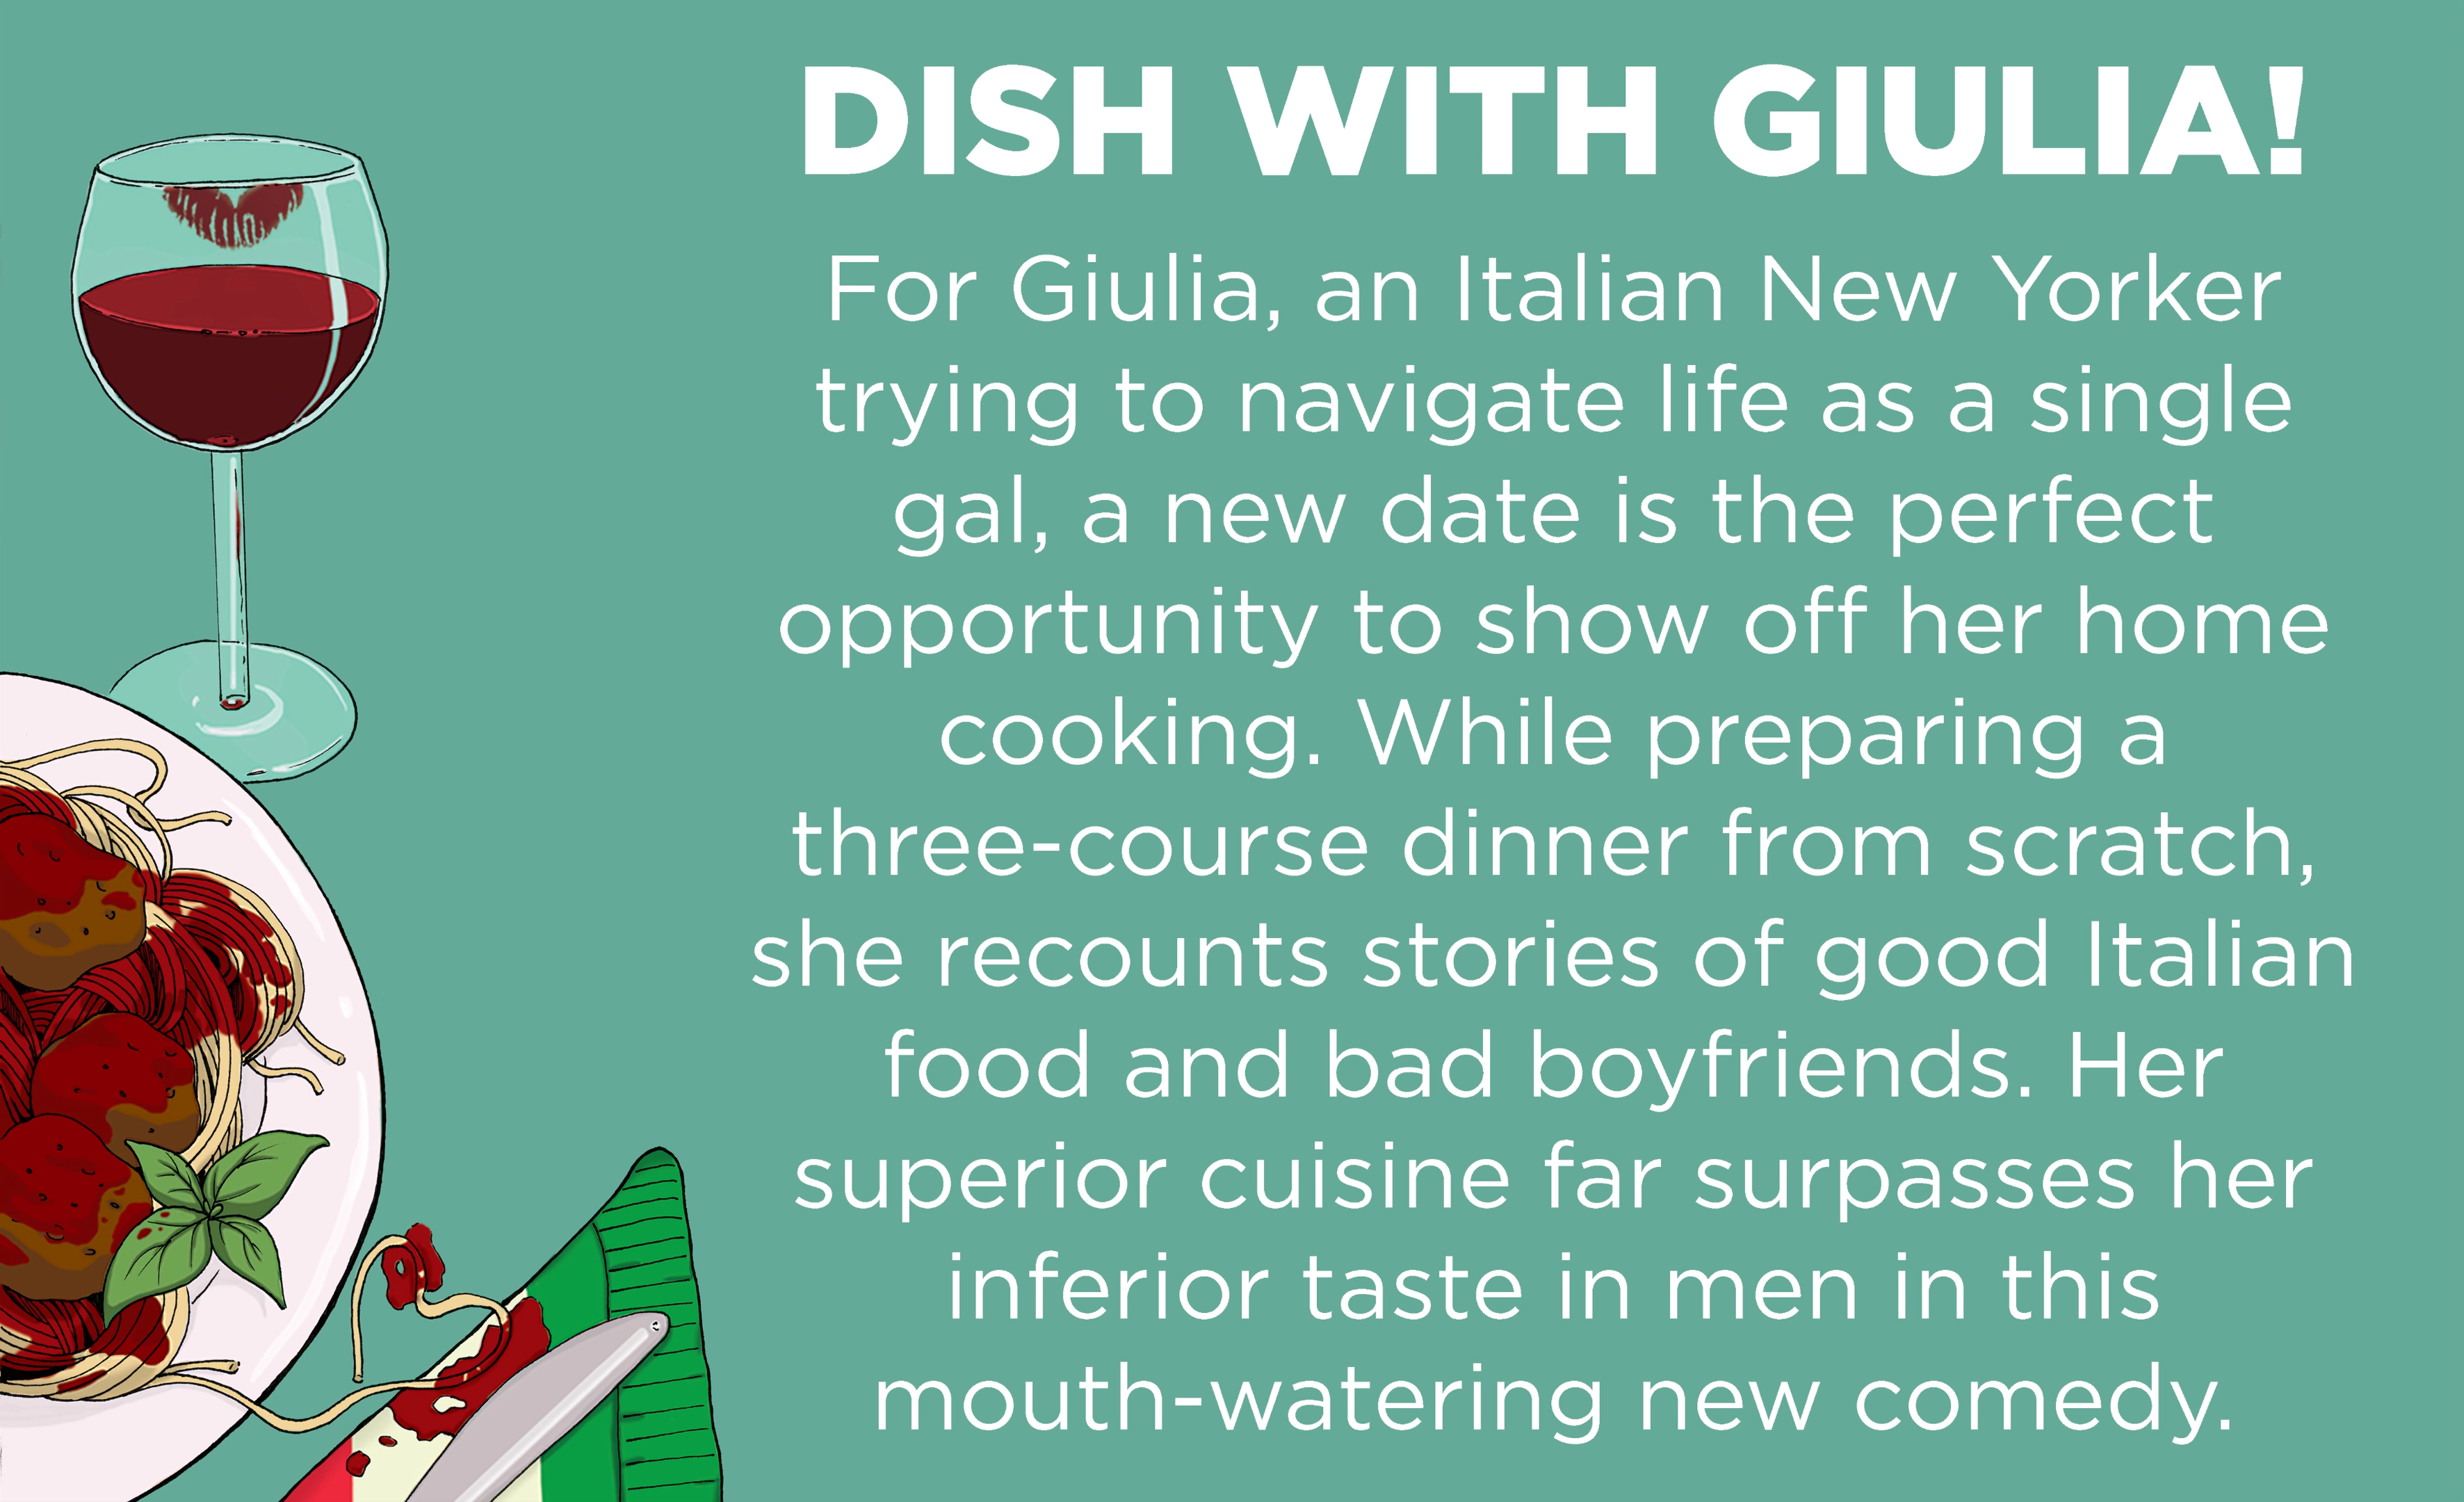 DISH WITH GIULIA!
For Giulia, an Italian New Yorker
trying to navigate life as a single
gal, a new date is the perfect
opportunity to show off her home
cooking. While preparing a
three-course dinner from scratch,
she recounts stories of good Italian
food and bad boyfriends. Her
superior cuisine far surpasses her
inferior taste in men in this
mouth-watering new comedy.